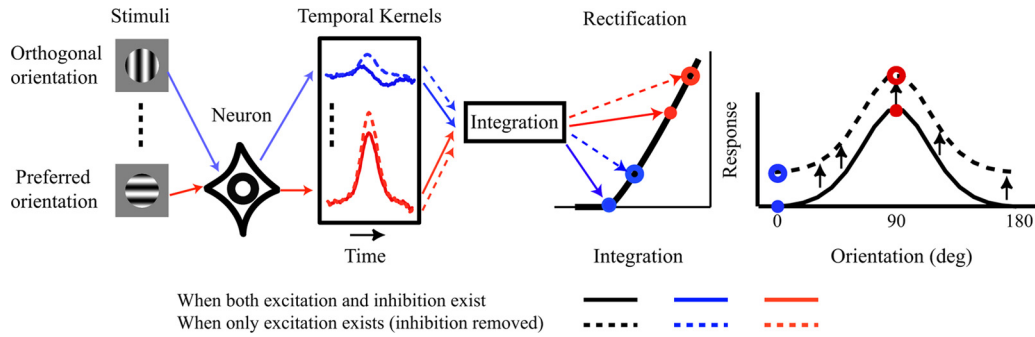 Stimuli
Temporal Kernels
Rectification
Orthogonal
orientation
Neuron
Integration
Response
Preferred
orientation
0
90
180
Time
Integration
Orientation (deg)
When both excitation and inhibition exist
When only excitation exists (inhibition removed)